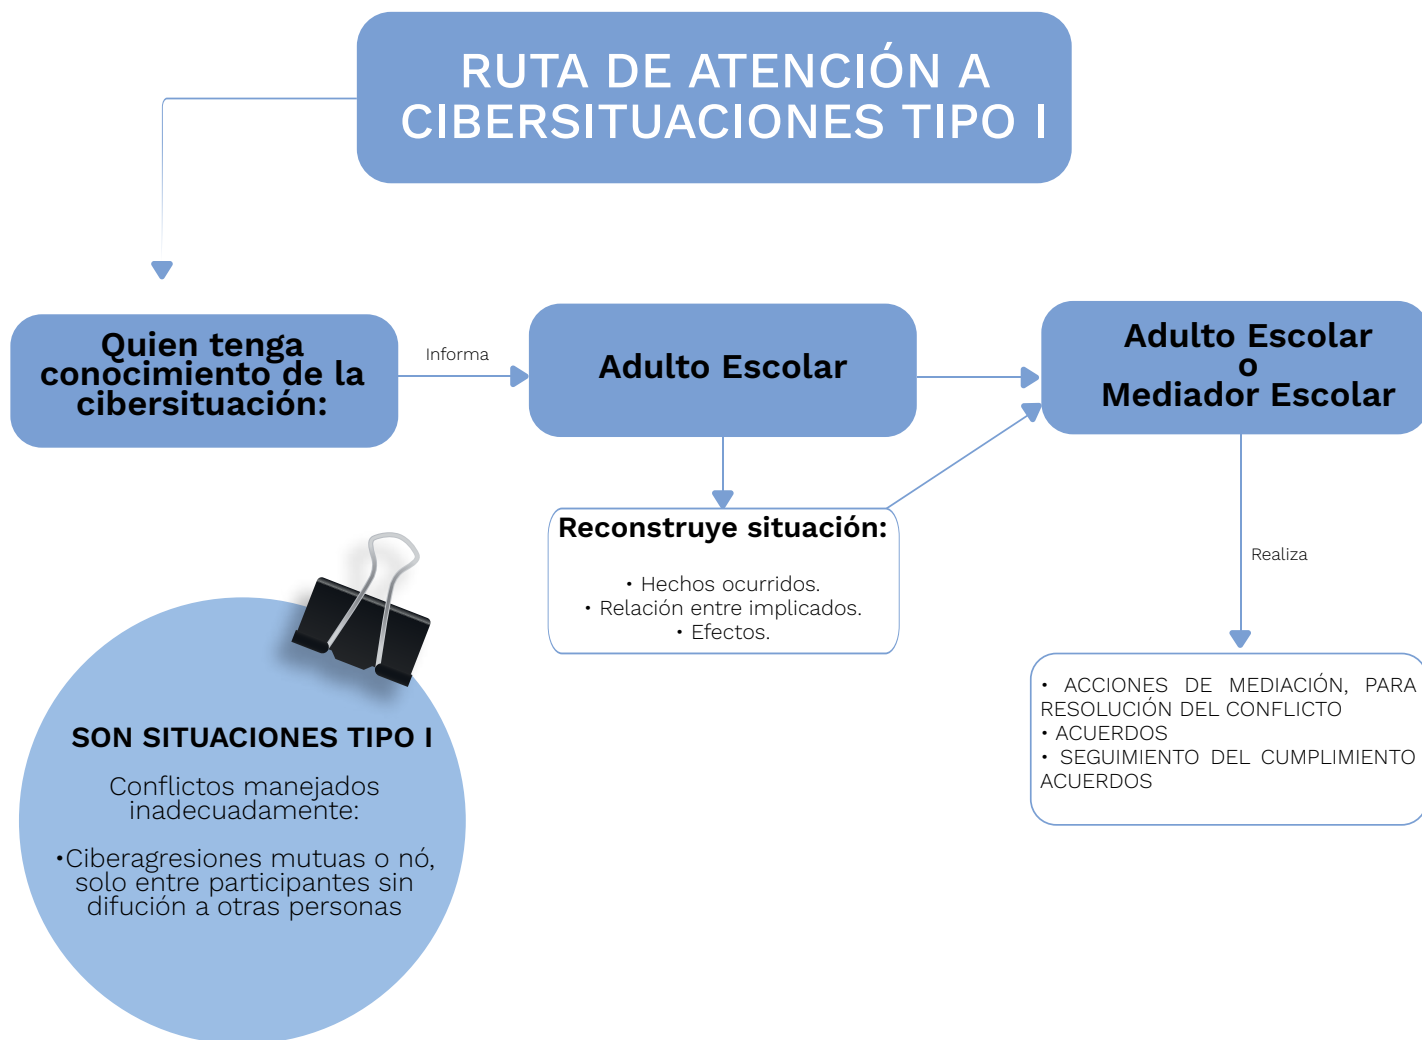 RUTA DE ATENCIÓN A
CIBERSITUACIONES TIPO I
Quien tenga
conocimiento de la
cibersituación:
Informa
Adulto Escolar
Adulto Escolar
o
Mediador Escolar
Reconstruye situación:
• Hechos ocurridos.
• Relación entre implicados.
• Efectos.
Realiza
• ACCIONES DE MEDIACIÓN, PARA
RESOLUCIÓN DEL CONFLICTO
• ACUERDOS
• SEGUIMIENTO DEL CUMPLIMIENTO
ACUERDOS
SON SITUACIONES TIPO I
Conflictos manejados
inadecuadamente:
•Ciberagresiones mutuas o nó,
solo entre participantes sin
difución a otras personas